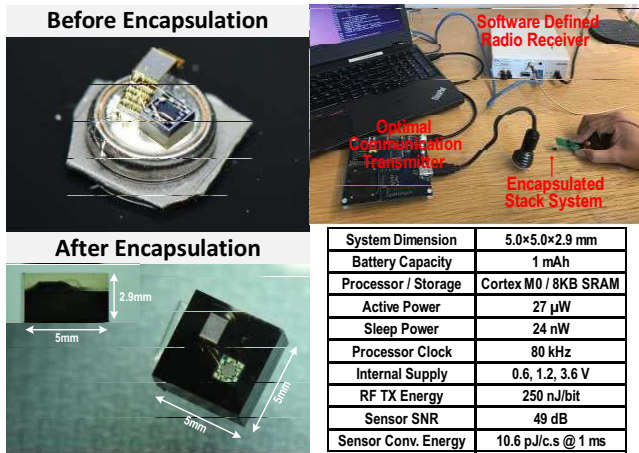 Before Encapsulation
Software Defined
Radio Receiver
ThinkPad
Optimal
Communication
Transmitter
Encapsulated
Stack System
After Encapsulation
2.9mm
5mm
5mm
5mm
System Dimension 5.0×5.0×2.9 mm
Battery Capacity 1 mAh
Processor / Storage Cortex M0 / 8KB SRAM
Active Power 27 µW
Sleep Power 24 nW
Processor Clock 80 kHz
Internal Supply 0.6, 1.2, 3.6 V
RF TX Energy 250 nJ/bit
Sensor SNR 49 dB
Sensor Conv. Energy 10.6 pJ/c.s @ 1 ms